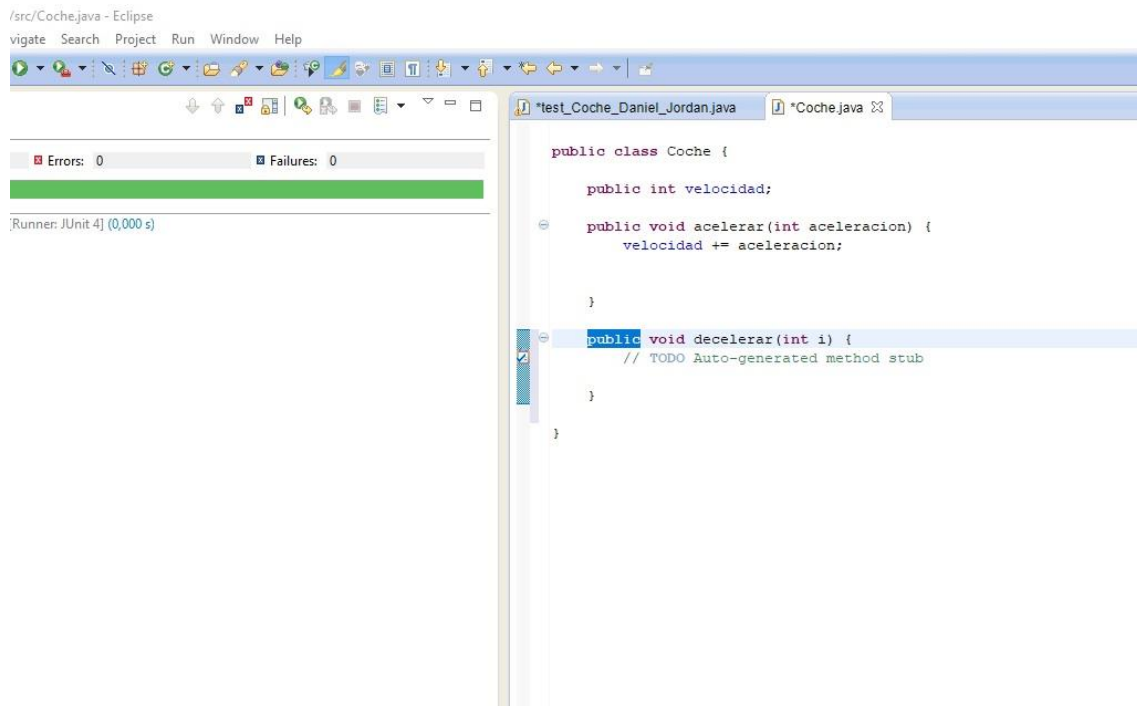 /src/Coche.java - Eclipse
vigate Search Project Run Window Help
*test_Coche_Daniel_Jordan.java *Coche.java
Errors: 0 Failures: 0
[Runner: JUnit 4] (0,000 s)
public class Coche {
public int velocidad;
public void acelerar(int aceleracion) {
velocidad += aceleracion;
}
public void decelerar(int i) {
// TODO Auto-generated method stub
}
}